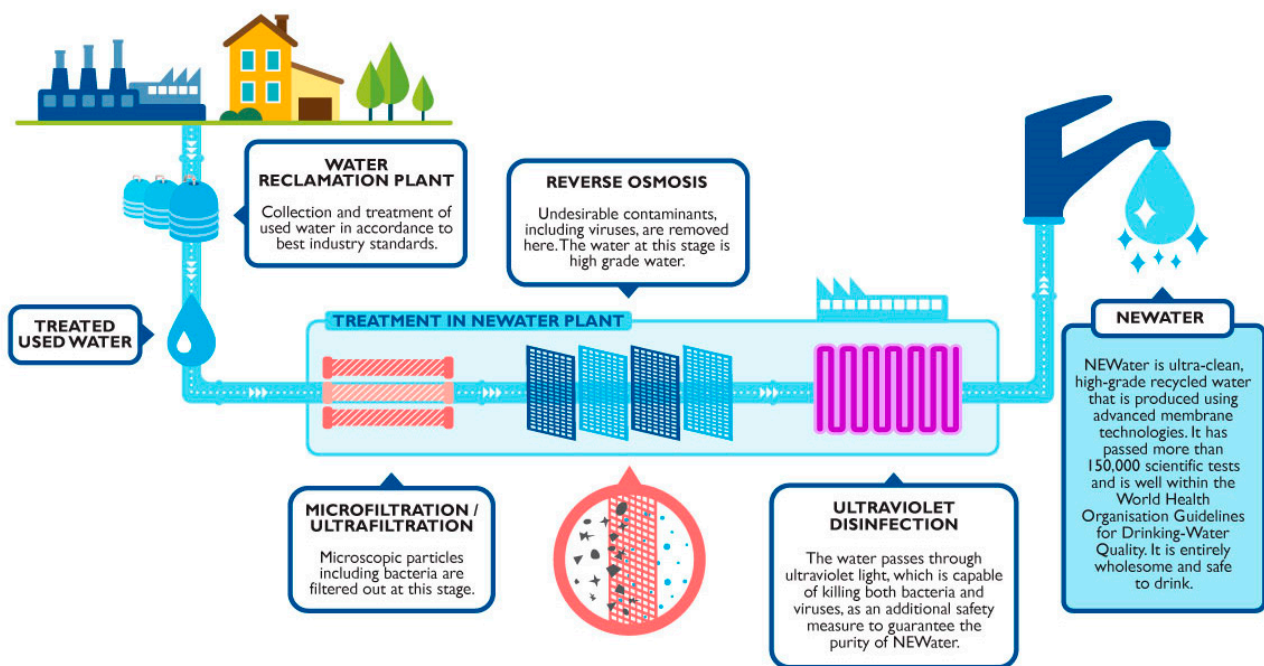 WATER
RECLAMATION PLANT
Collection and treatment of
used water in accordance to
best industry standards.
TREATED
USED WATER
REVERSE OSMOSIS
Undesirable contaminants,
including viruses, are removed
here. The water at this stage is
high grade water.
TREATMENT IN NEWATER PLANT
MICROFILTRATION /
ULTRAFILTRATION
Microscopic particles
including bacteria are
filtered out at this stage.
ULTRAVIOLET
DISINFECTION
The water passes through
ultraviolet light, which is capable
of killing both bacteria and
viruses, as an additional safety
measure to guarantee the
purity of NEWater.
NEWATER
NEWater is ultra-clean,
high-grade recycled water
that is produced using
advanced membrane
technologies. It has
passed more than
150,000 scientific tests
and is well within the
World Health
Organisation Guidelines
for Drinking-Water
Quality. It is entirely
wholesome and safe
to drink.